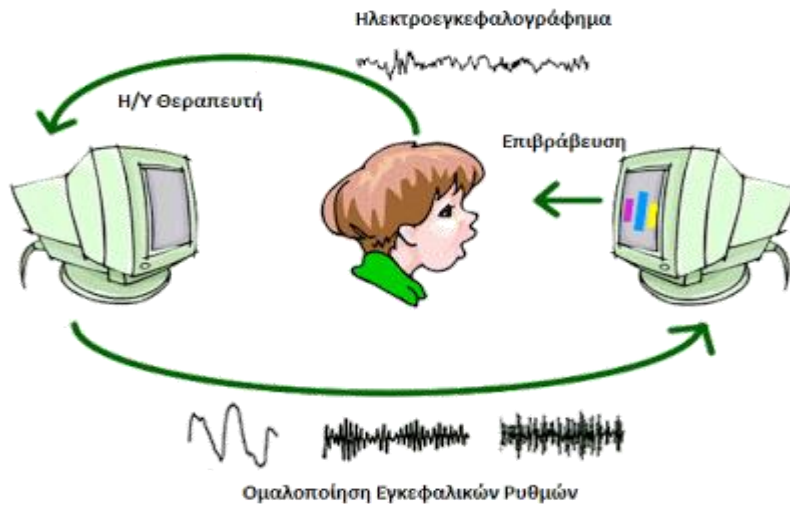 Ηλεκτροεγκεφαλογράφημα
Η/Υ Θεραπευτή
Επιβράβευση
Ομαλοποίηση Εγκεφαλικών Ρυθμών